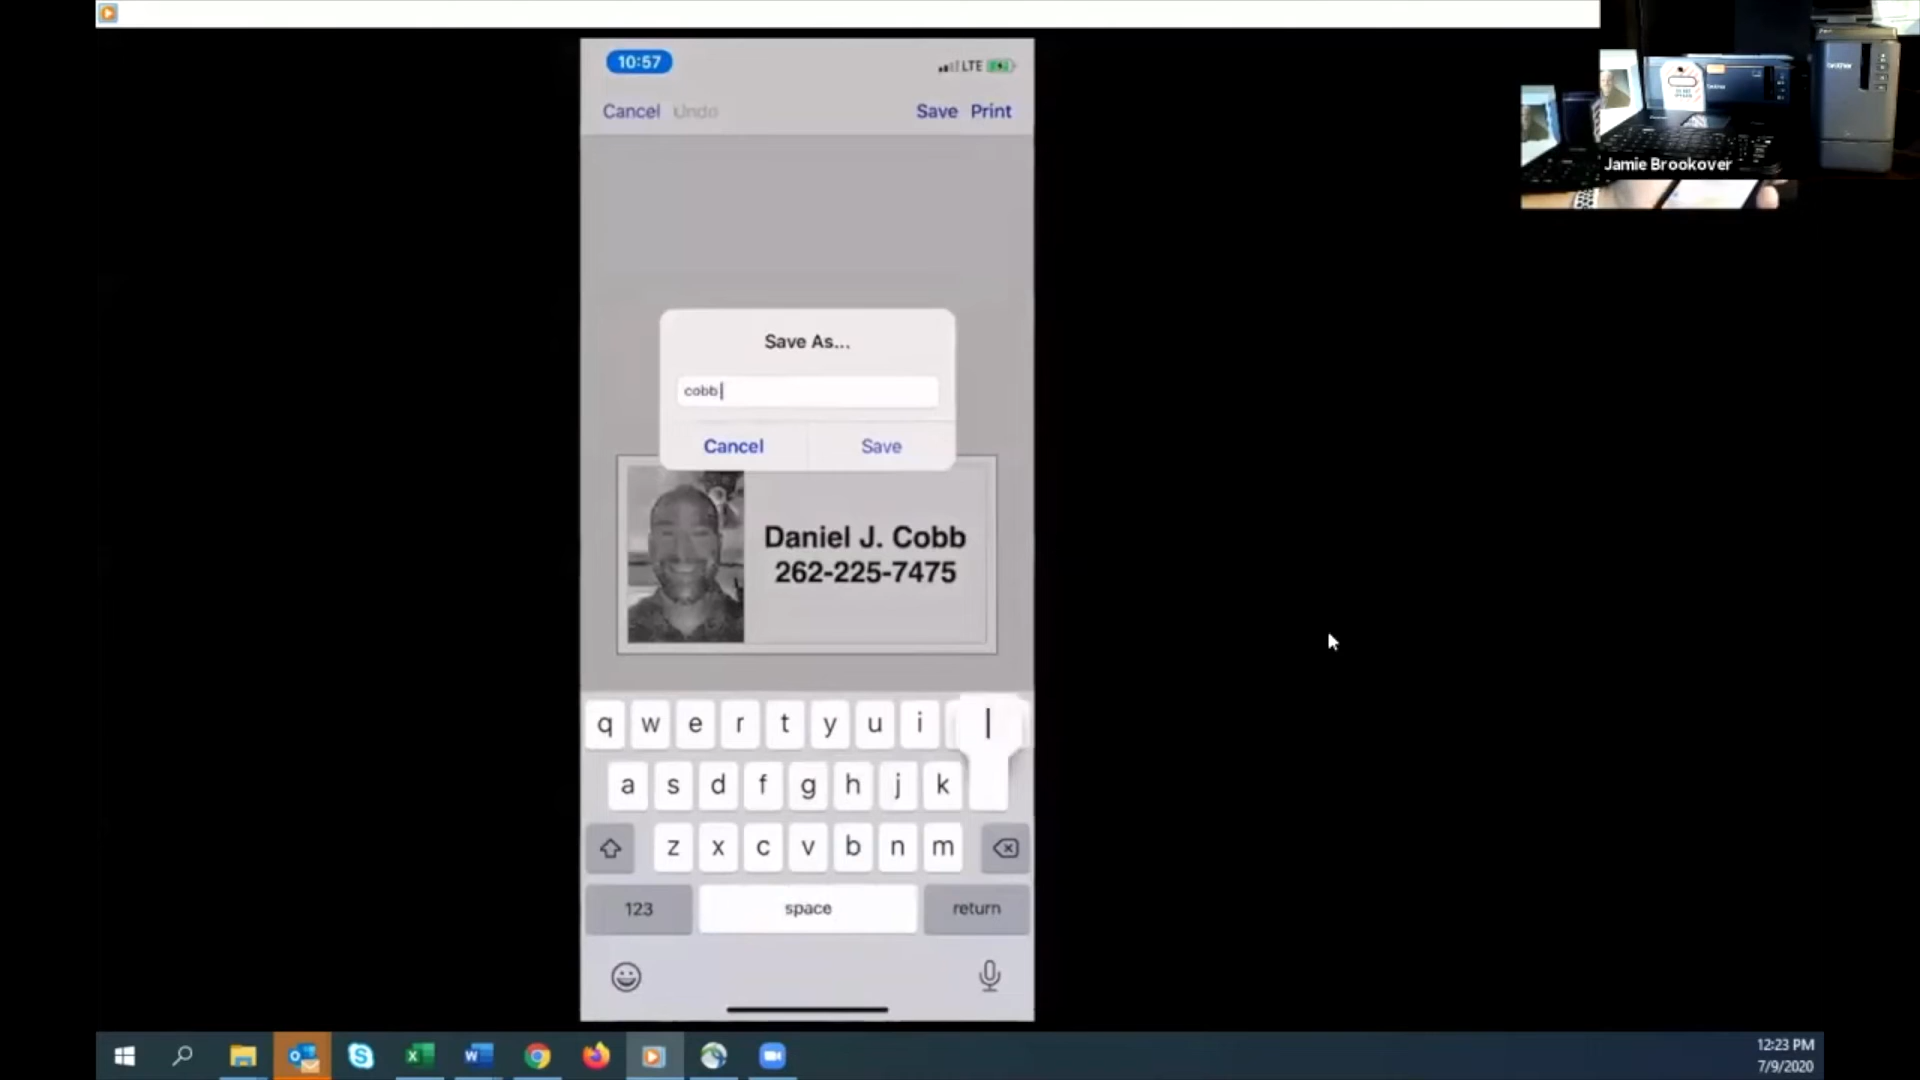 10:57
LTE
Cancel Undo
Save Print
Save As...
cobb
Cancel
Save
Daniel J. Cobb
262-225-7475
q w e r t y u i l
a s d f g h j k
z x c v b n m
123
space
return
Jamie Brookover
brother
12:23 PM
7/9/2020